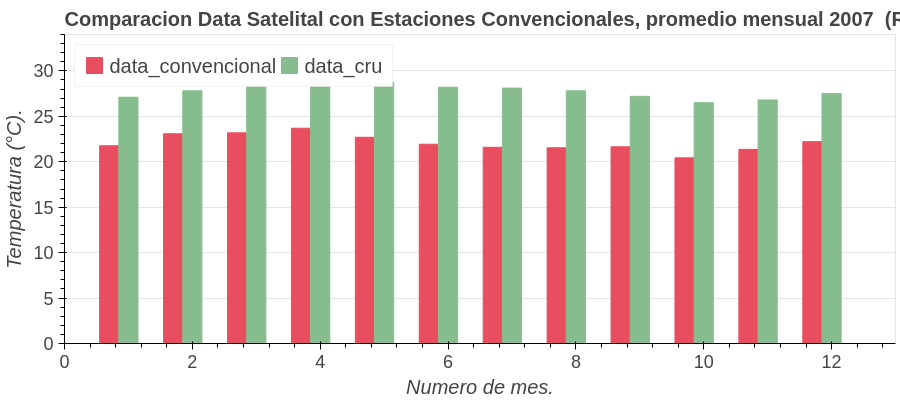 Comparacion Data Satelital con Estaciones Convencionales, promedio mensual 2007 (R
data_convencional data_cru
30
25
20
15
10
5
0
Temperatura (°C).
0 2 4 6 8 10 12
Numero de mes.